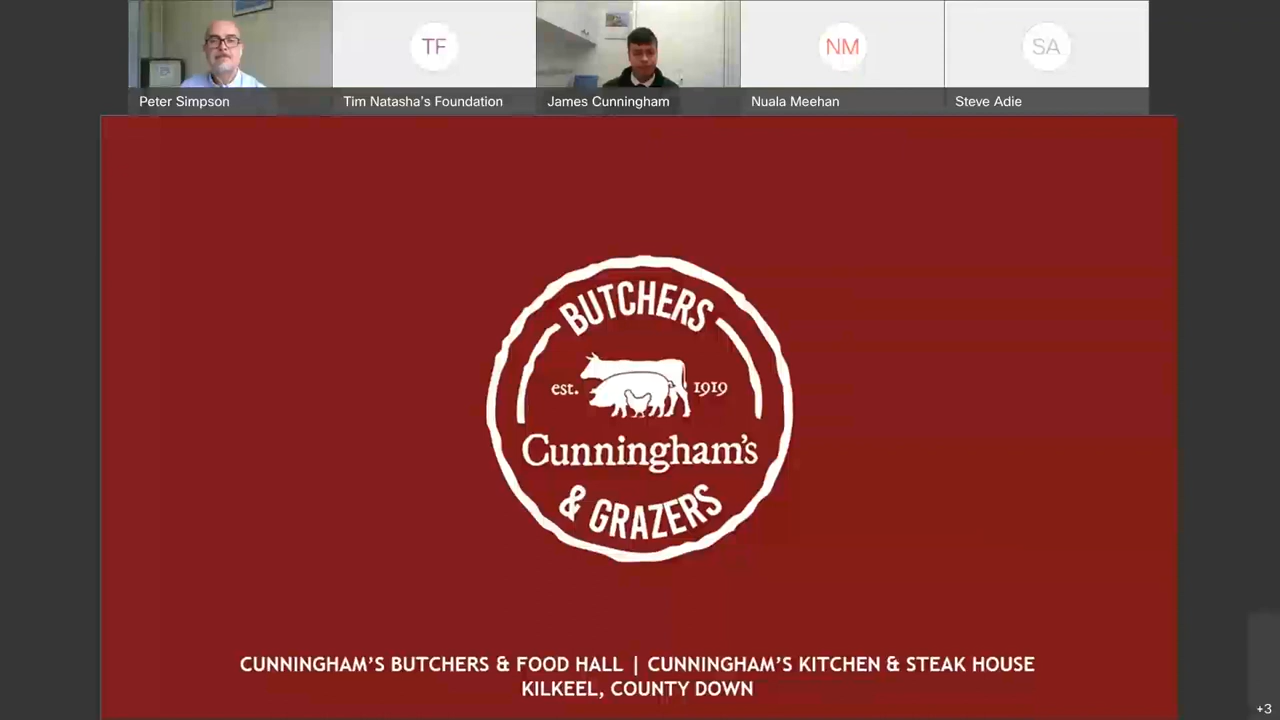 TF
NM
SA
Peter Simpson
Tim Natasha's Foundation
James Cunningham
Nuala Meehan
Steve Adie
BUTCHERS
est. 1919
Cunningham's
& GRAZERS
CUNNINGHAM'S BUTCHERS & FOOD HALL | CUNNINGHAM'S KITCHEN & STEAK HOUSE
KILKEEL, COUNTY DOWN
+3